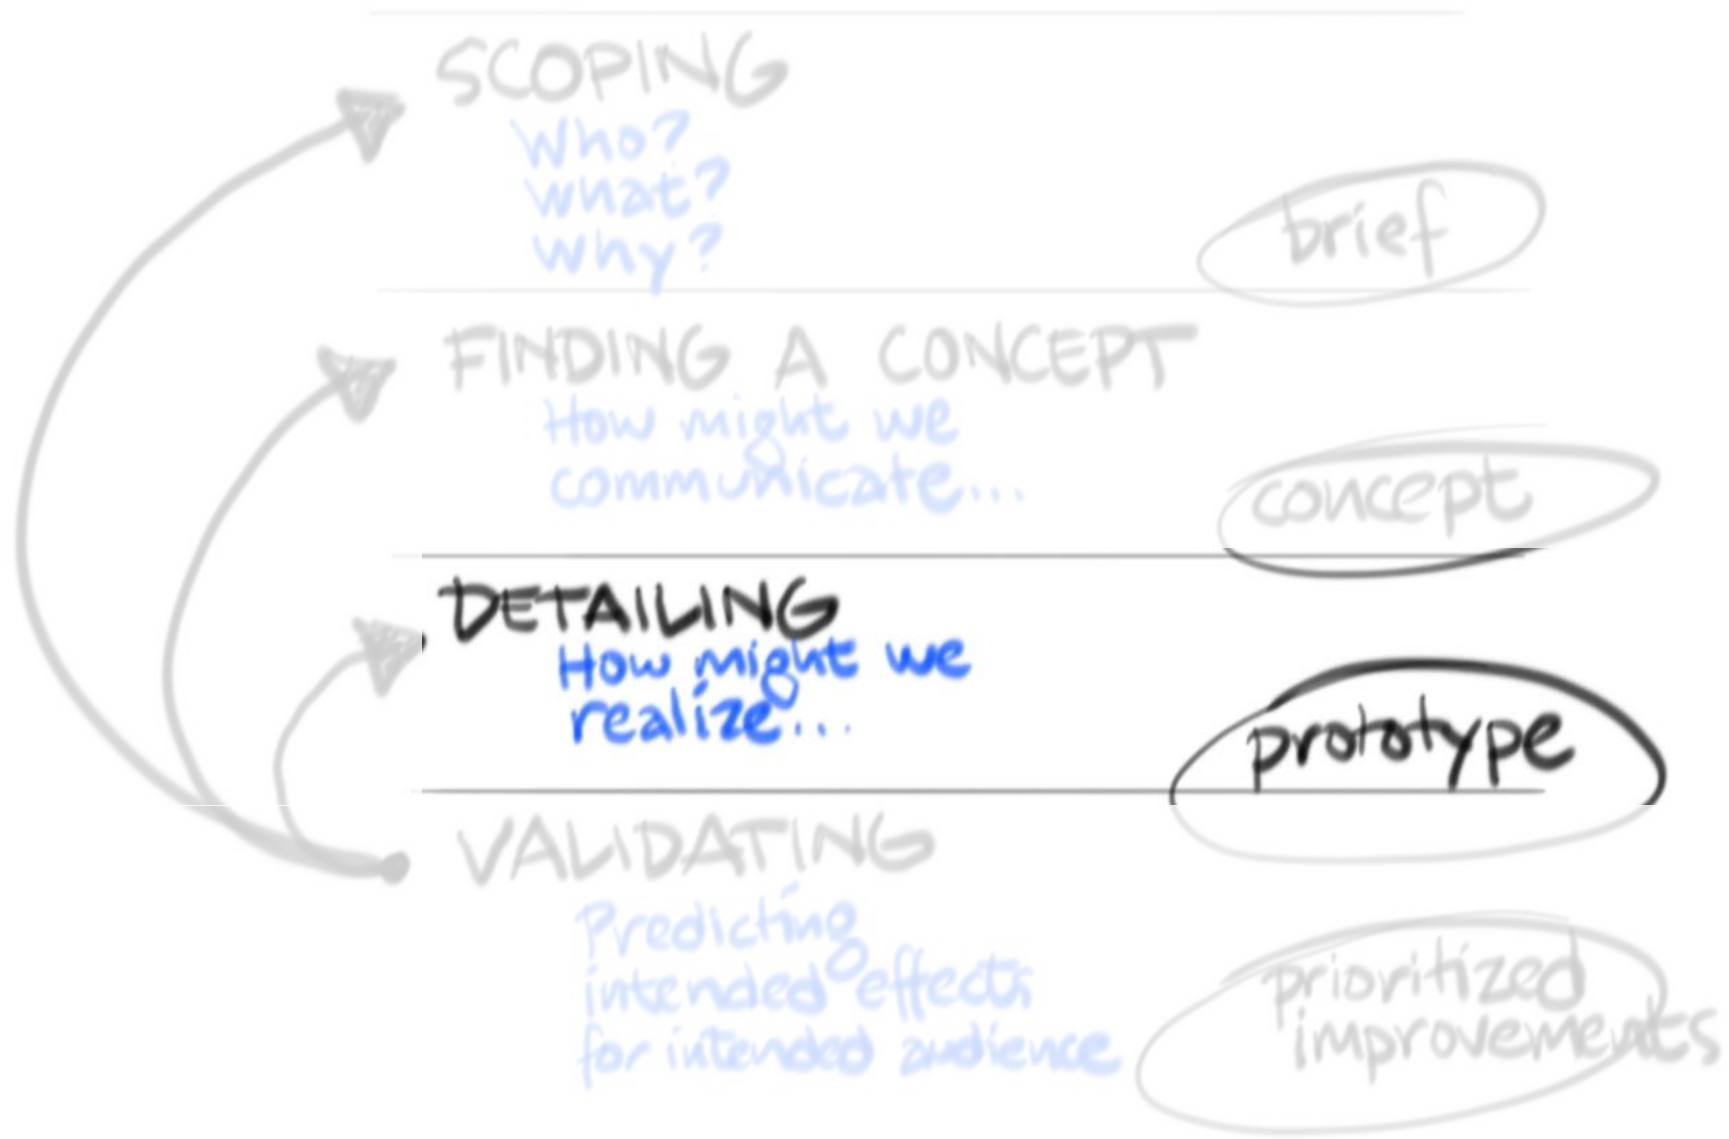 SCOPING
Who?
what?
why?
brief
FINDING A CONCEPT
How might we
communicate...
concept
DETAILING
How might we
realize...
prototype
VALIDATING
Predicting
intended effects
for intended audience
prioritized
improvements